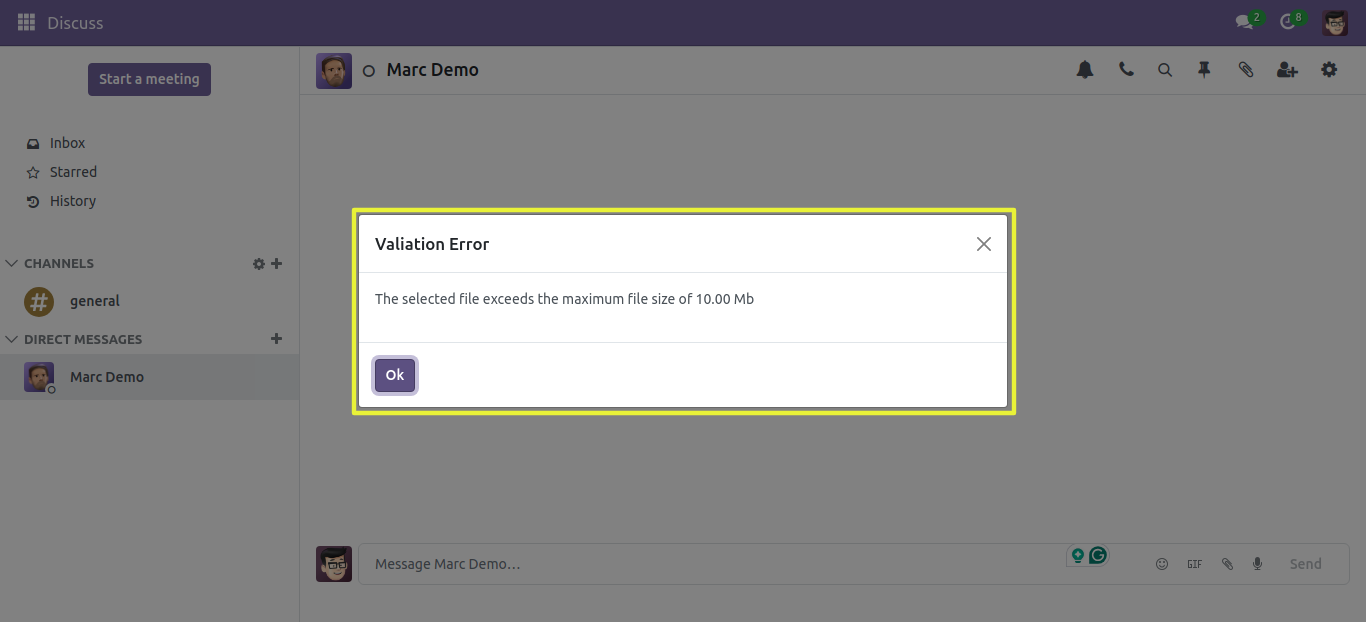 Discuss
2
8
Start a meeting
Marc Demo
Inbox
Starred
History
CHANNELS
general
DIRECT MESSAGES
Marc Demo
Valiation Error
The selected file exceeds the maximum file size of 10.00 Mb
Ok
Message Marc Demo...
GIF
Send